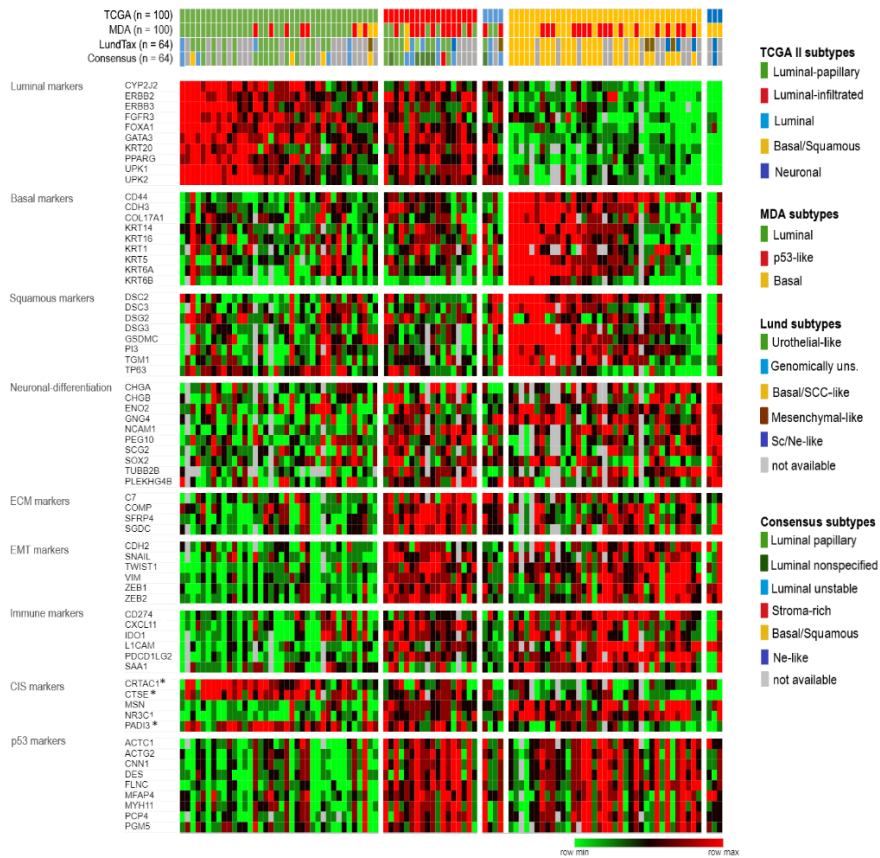 TCGA (n = 100)
MDA (n = 100)
LundTax (n = 64)
Consensus (n = 64)
Luminal markers
CYP2J2
ERBB2
ERBB3
FGFR3
FOXA1
GATA3
KRT20
PPARG
UPK1
UPK2
Basal markers
CD44
CDH3
COL17A1
KRT14
KRT16
KRT1
KRT5
KRT6A
KRT6B
Squamous markers
DSC2
DSC3
DSG2
DSG3
GSDMC
PI3
TGM1
TP63
Neuronal-differentiation
CHGA
CHGB
ENO2
GNG4
NCAM1
PEG10
SCG2
SOX2
TUBB2B
PLEKHG4B
ECM markers
C7
COMP
SFRP4
SGDC
EMT markers
CDH2
SNAIL
TWIST1
VIM
ZEB1
ZEB2
Immune markers
CD274
CXCL11
IDO1
L1CAM
PDCD1LG2
SAA1
CIS markers
CRTAC1*
CTSE*
MSN
NR3C1
PADI3*
p53 markers
ACTC1
ACTG2
CNN1
DES
FLNC
MFAP4
MYH11
PCP4
PGM5
row min
row max
TCGA II subtypes
Luminal-papillary
Luminal-infiltrated
Luminal
Basal/Squamous
Neuronal
MDA subtypes
Luminal
p53-like
Basal
Lund subtypes
Urothelial-like
Genomically uns.
Basal/SCC-like
Mesenchymal-like
Sc/Ne-like
not available
Consensus subtypes
Luminal papillary
Luminal nonspecified
Luminal unstable
Stroma-rich
Basal/Squamous
Ne-like
not available